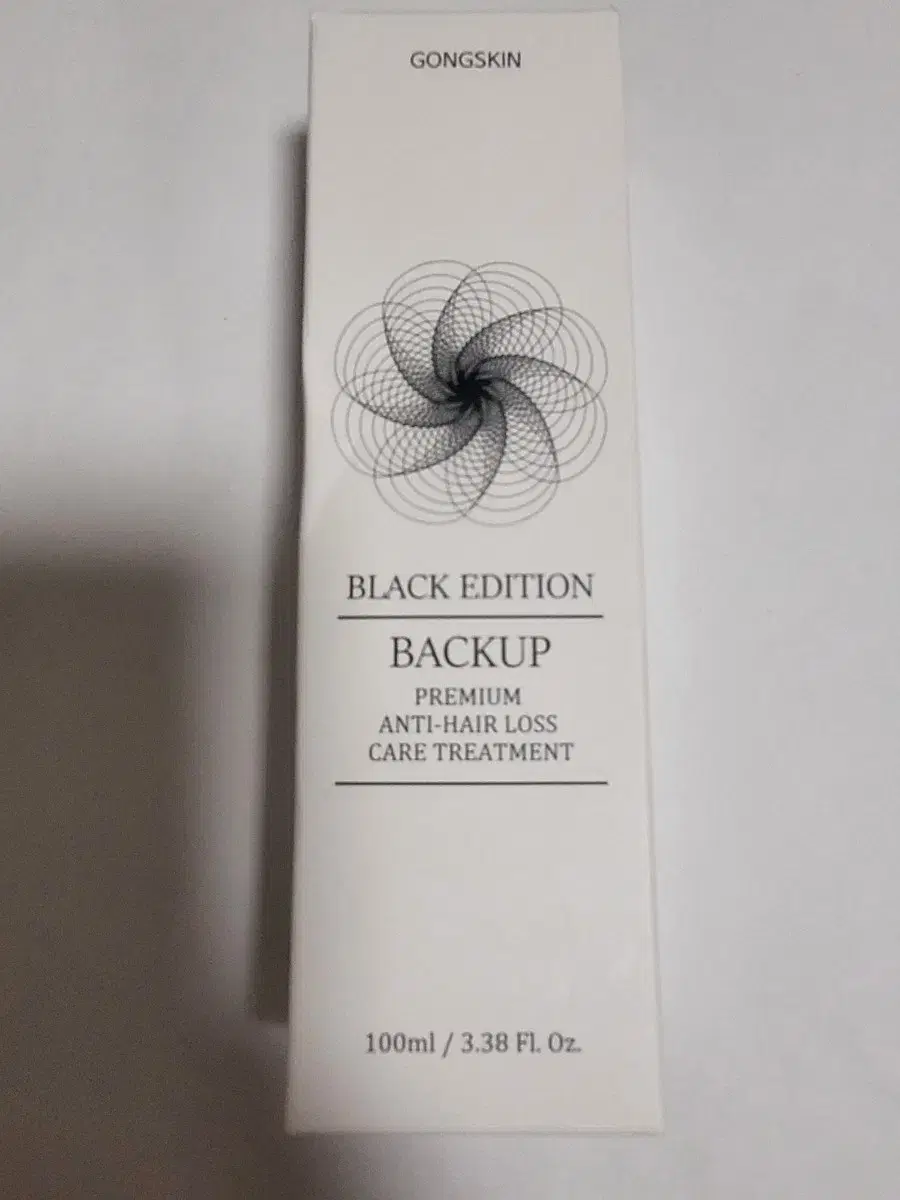 GONGSKIN
BLACK EDITION
BACKUP
PREMIUM
ANTI-HAIR LOSS
CARE TREATMENT
100ml / 3.38 Fl. Oz.